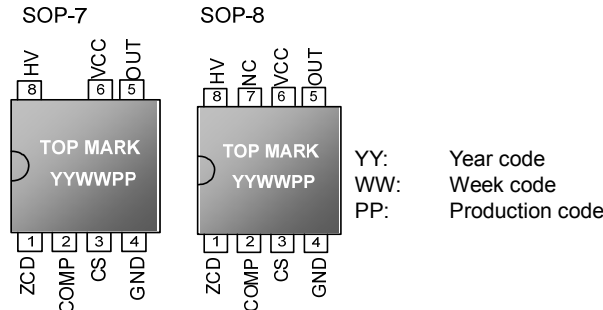 SOP-7
SOP-8
HV VCC OUT
8 6 5
TOP MARK
YYWWPP
1 2 3 4
ZCD COMP CS GND
HV NC VCC OUT
8 7 6 5
TOP MARK
YYWWPP
1 2 3 4
ZCD COMP CS GND
YY: Year code
WW: Week code
PP: Production code